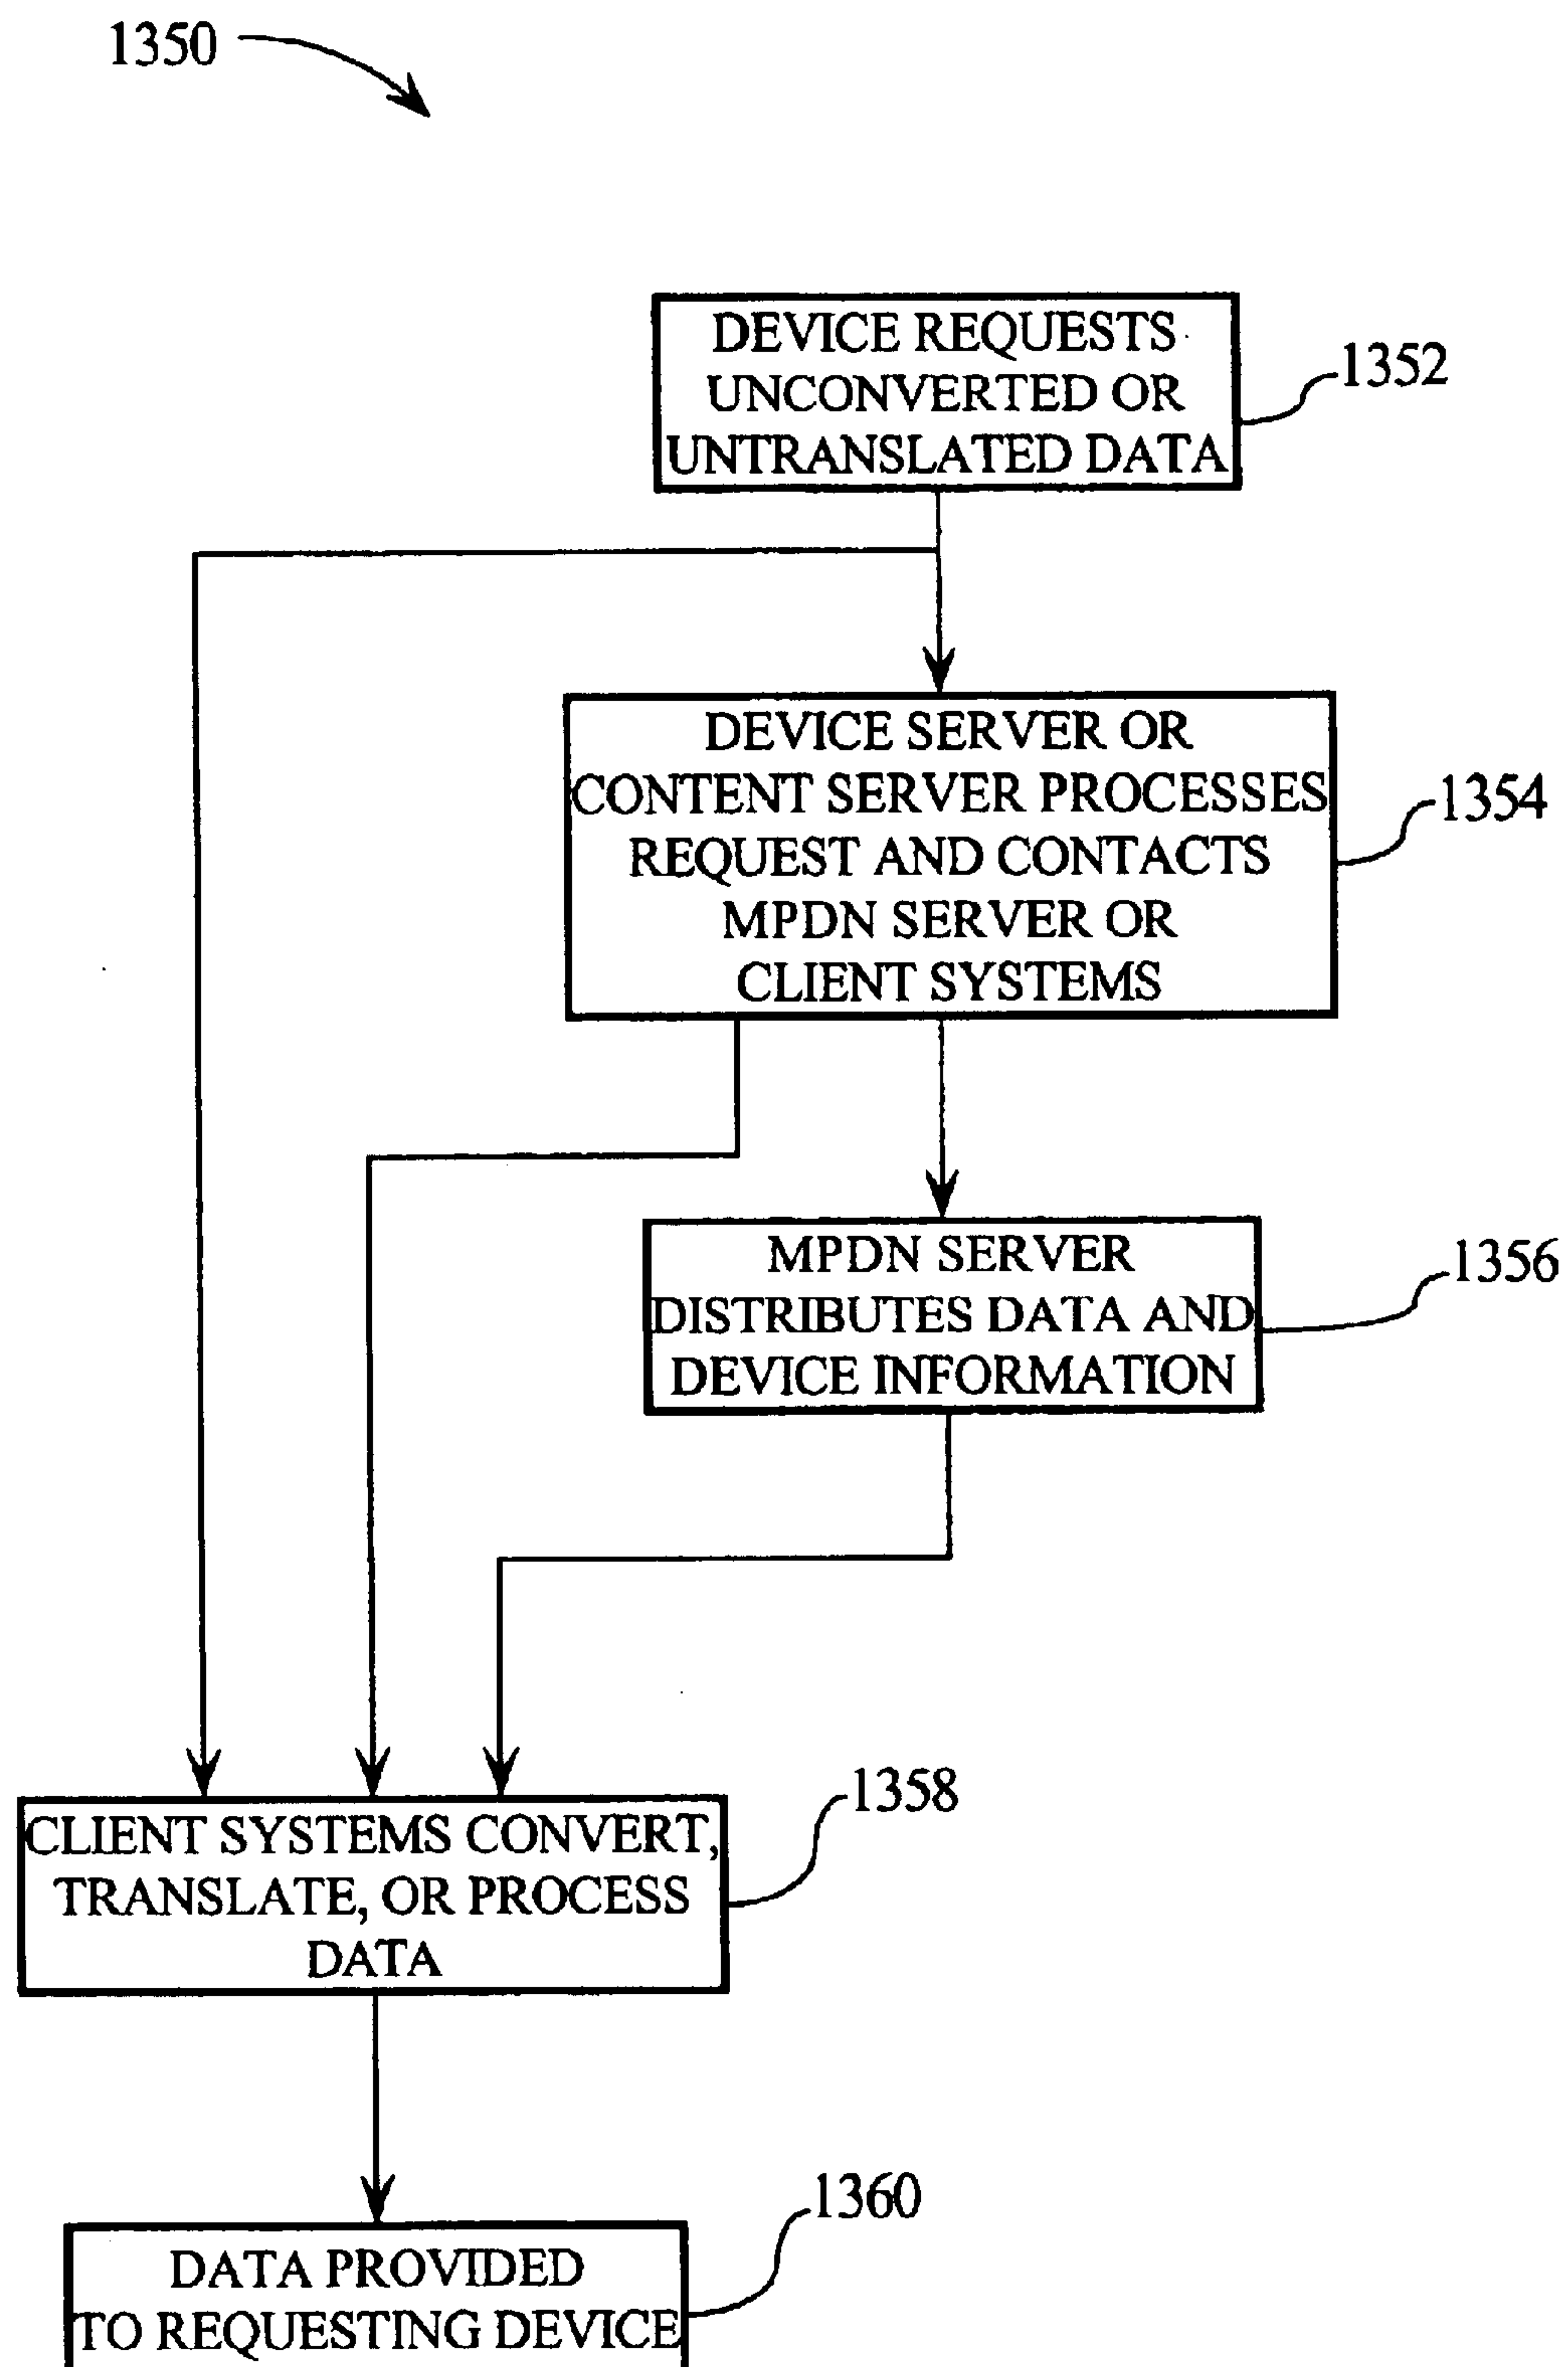 1350
DEVICE REQUESTS
UNCONVERTED OR
UNTRANSLATED DATA
1352
DEVICE SERVER OR
CONTENT SERVER PROCESSES
REQUEST AND CONTACTS
MPDN SERVER OR
CLIENT SYSTEMS
1354
MPDN SERVER
DISTRIBUTES DATA AND
DEVICE INFORMATION
1356
CLIENT SYSTEMS CONVERT,
TRANSLATE, OR PROCESS
DATA
1358
DATA PROVIDED
TO REQUESTING DEVICE
1360